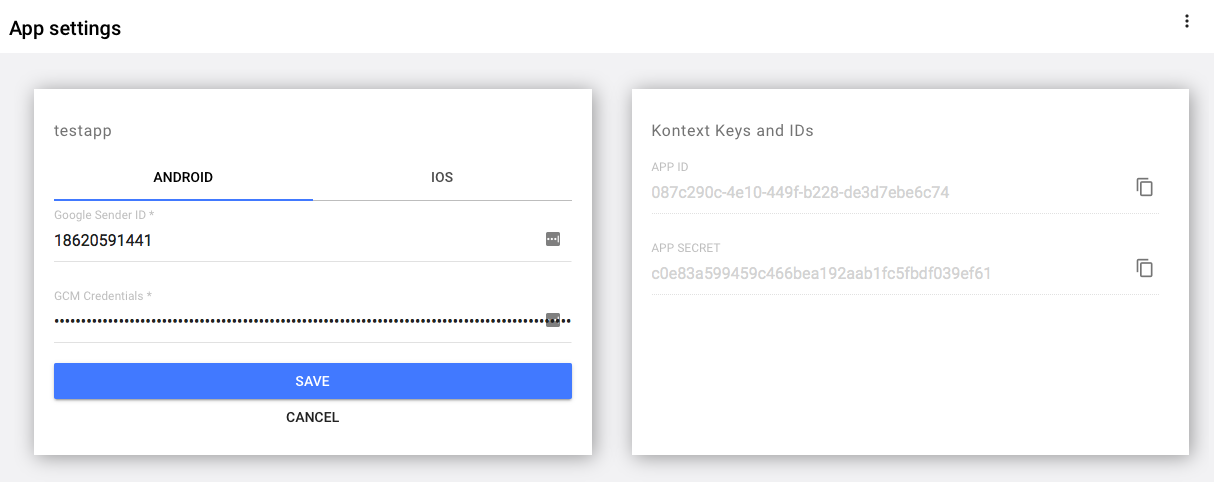 App settings
testapp
ANDROID
IOS
Google Sender ID *
18620591441
GCM Credentials *
SAVE
CANCEL
Kontext Keys and IDs
APP ID
087c290c-4e10-449f-b228-de3d7ebe6c74
APP SECRET
c0e83a599459c466bea192aab1fc5fbdf039ef61